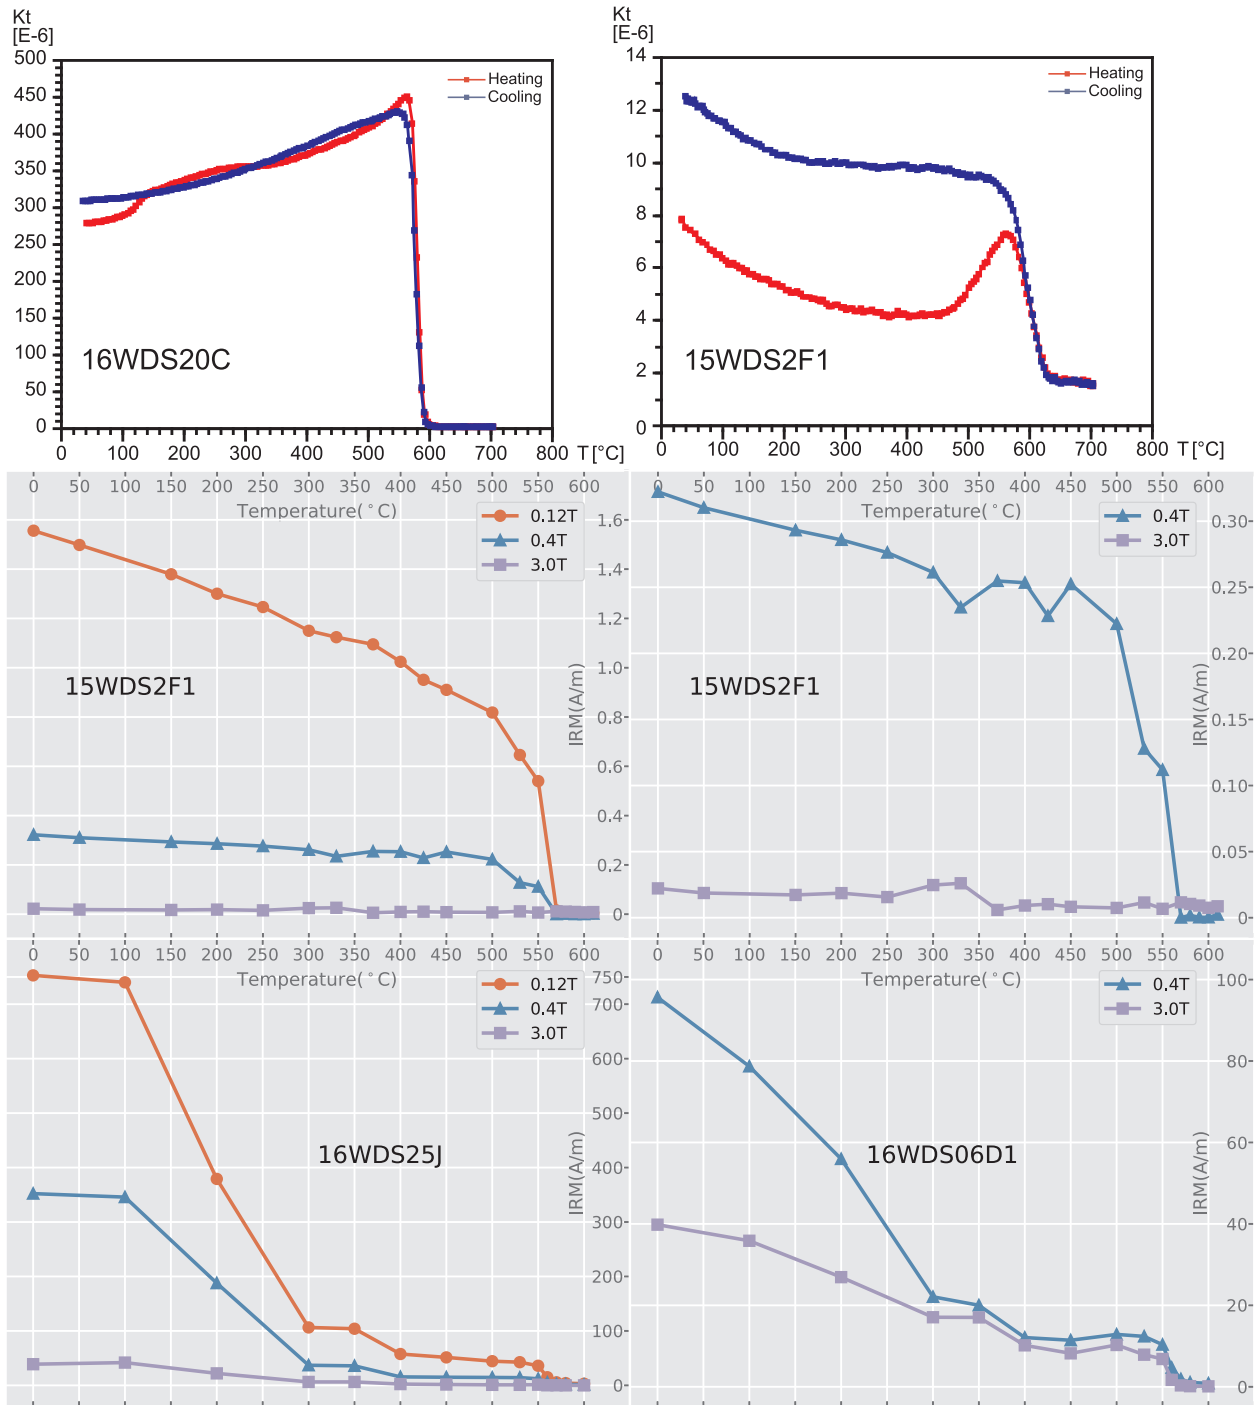 Kt
[E-6]
500
450
400
350
300
250
200
150
100
50
0
Heating
Cooling
16WDS20C
0 100 200 300 400 500 600 700 800 T [°C]
Kt
[E-6]
14
12
10
8
6
4
2
0
Heating
Cooling
15WDS2F1
0 100 200 300 400 500 600 700 800 T [°C]
0 50 100 150 200 250 300 350 400 450 500 550 600
Temperature(°C)
0.12T
0.4T
3.0T
1.6
1.4
1.2
1.0
0.8
0.6
0.4
0.2
0
IRM(A/m)
15WDS2F1
0 50 100 150 200 250 300 350 400 450 500 550 600
Temperature(°C)
0.4T
3.0T
0.30
0.25
0.20
0.15
0.10
0.05
0
IRM(A/m)
15WDS2F1
0 50 100 150 200 250 300 350 400 450 500 550 600
Temperature(°C)
0.12T
0.4T
3.0T
750
700
600
500
400
300
200
100
0
IRM(A/m)
16WDS25J
0 50 100 150 200 250 300 350 400 450 500 550 600
Temperature(°C)
0.4T
3.0T
100
80
60
40
20
0
IRM(A/m)
16WDS06D1